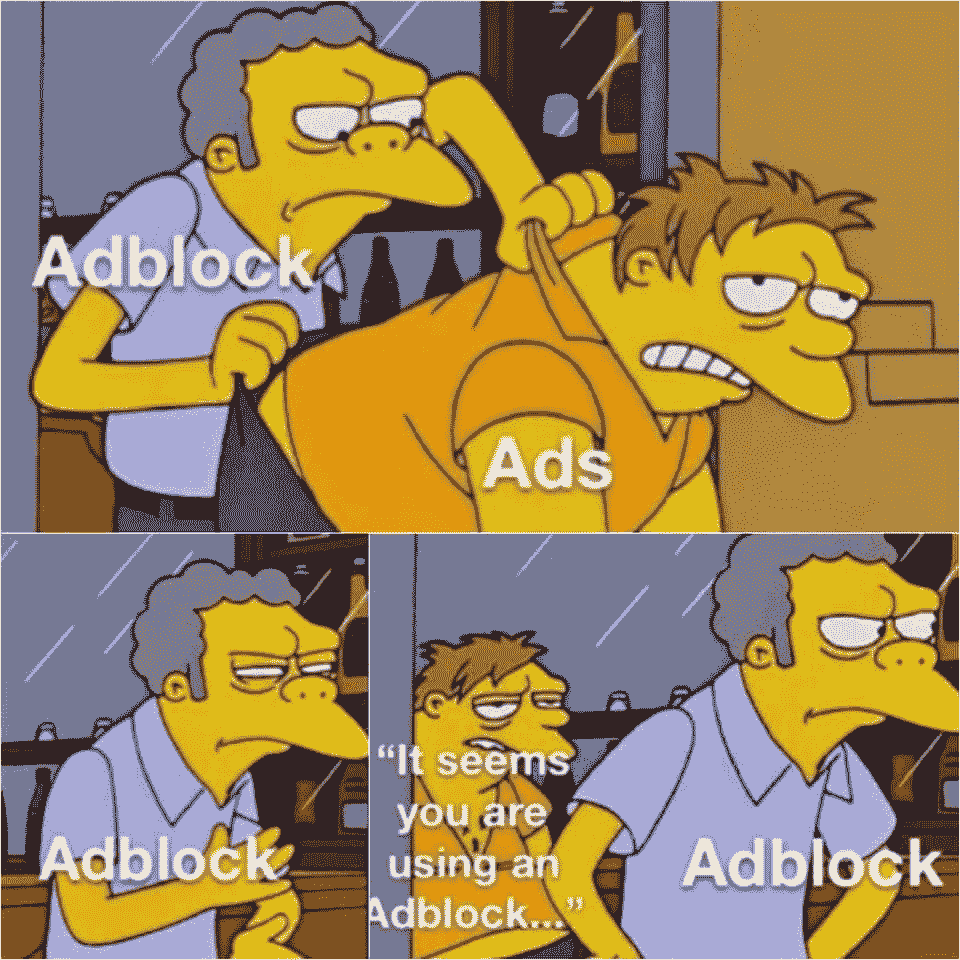 Adblock
Ads
Adblock
“It seems
you are
using an
Adblock...”
Adblock